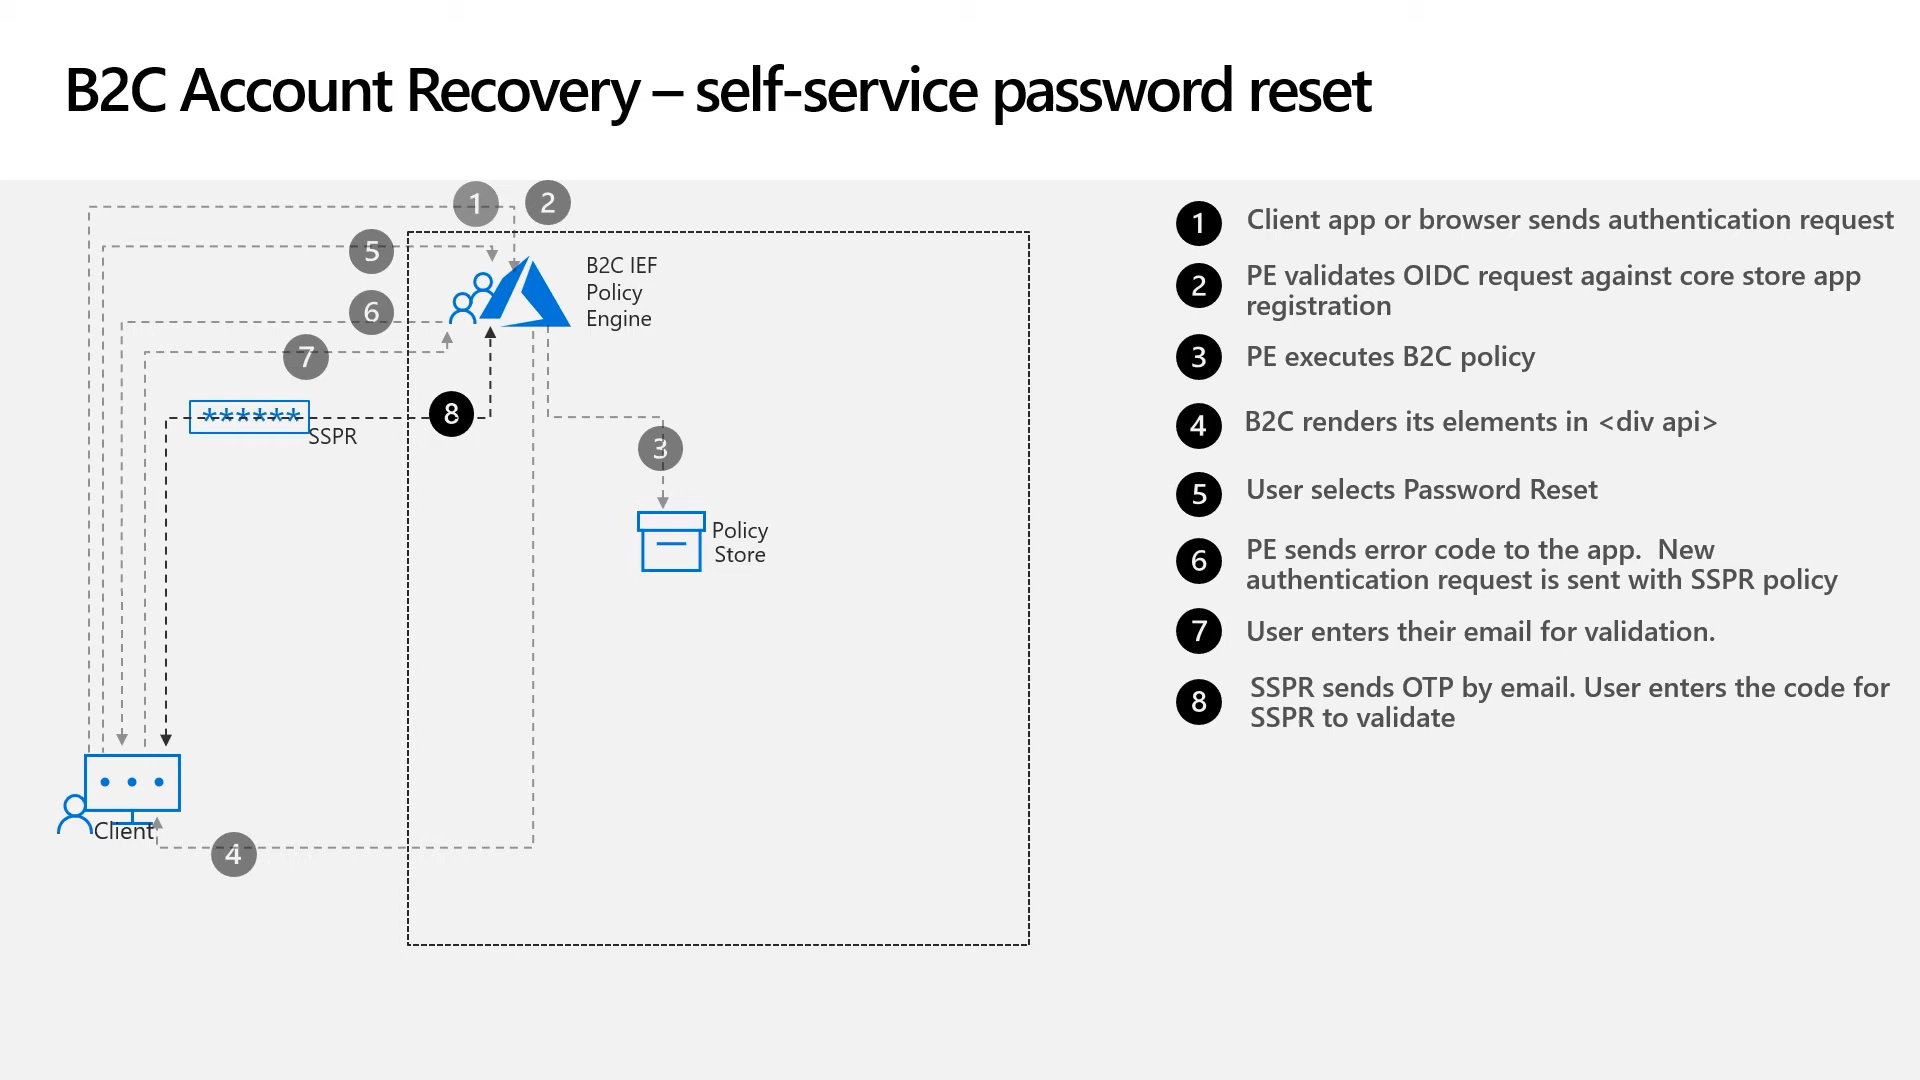 B2C Account Recovery – self-service password reset
1
2
5
6
7
8
3
4
B2C IEF
Policy
Engine
******
SSPR
Policy
Store
Client
1 Client app or browser sends authentication request
2 PE validates OIDC request against core store app
registration
3 PE executes B2C policy
4 B2C renders its elements in <div api>
5 User selects Password Reset
6 PE sends error code to the app.  New
authentication request is sent with SSPR policy
7 User enters their email for validation.
8 SSPR sends OTP by email. User enters the code for
SSPR to validate